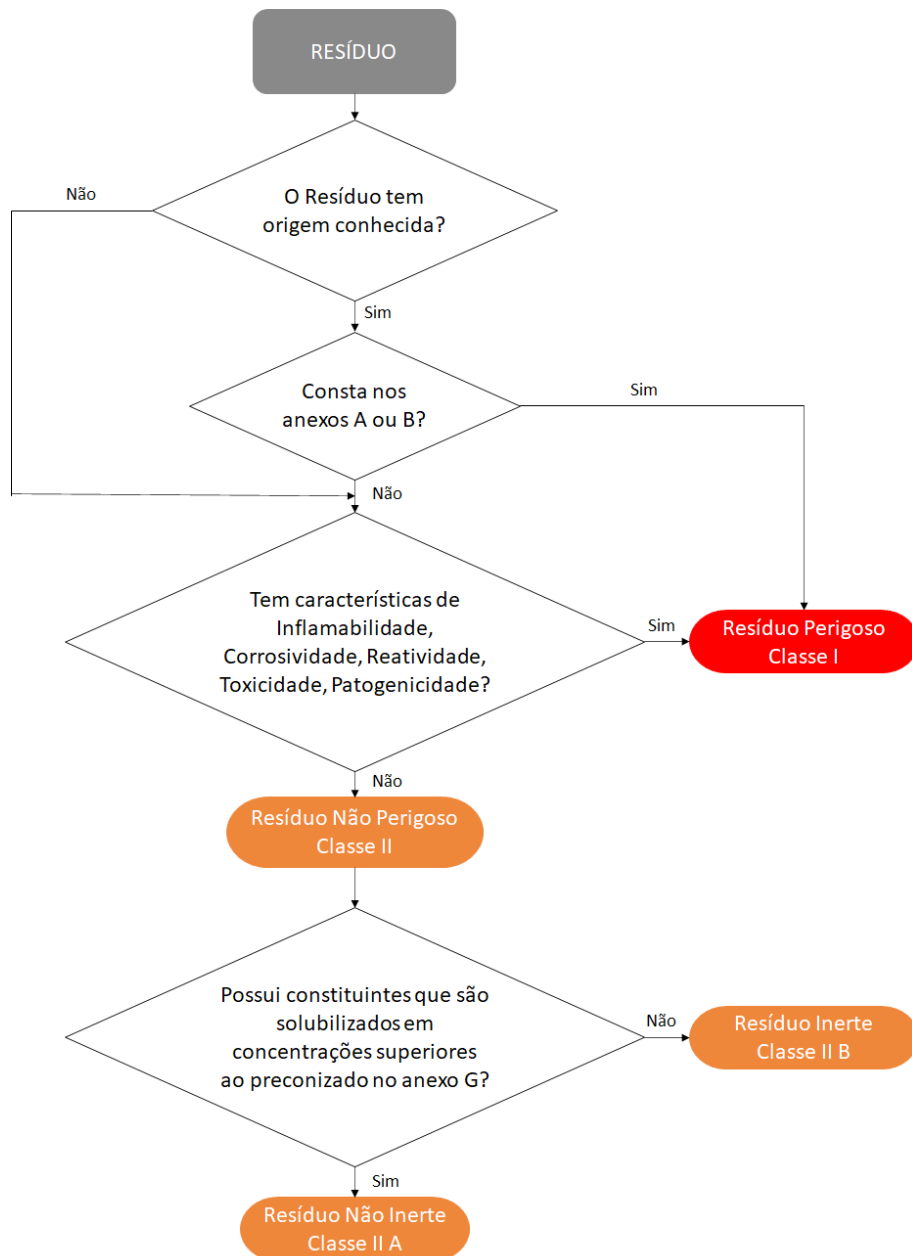 RESÍDUO
O Resíduo tem
origem conhecida?
Não
Sim
Consta nos
anexos A ou B?
Sim
Não
Tem características de
Inflamabilidade,
Corrosividade, Reatividade,
Toxicidade, Patogenicidade?
Sim
Resíduo Perigoso
Classe I
Não
Resíduo Não Perigoso
Classe II
Possui constituintes que são
solubilizados em
concentrações superiores
ao preconizado no anexo G?
Não
Resíduo Inerte
Classe II B
Sim
Resíduo Não Inerte
Classe II A